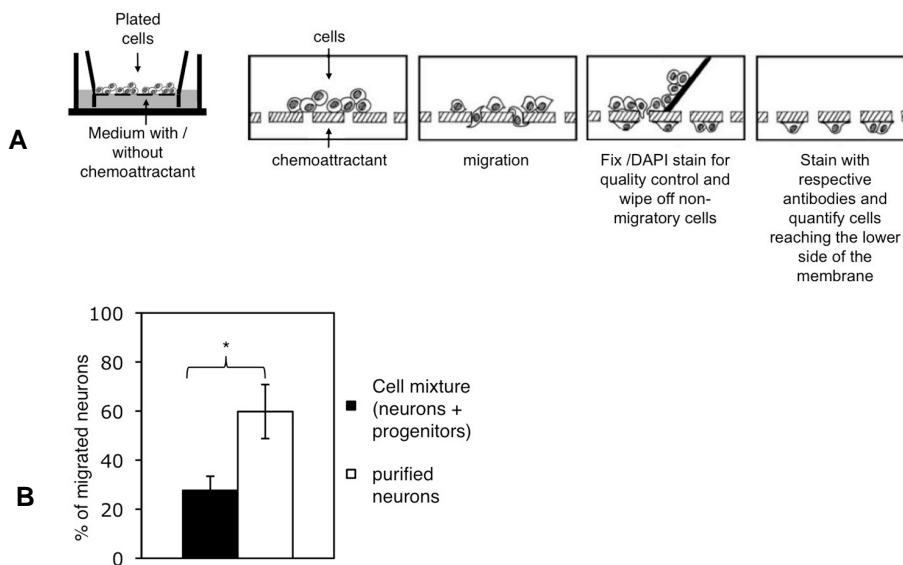 Plated
cells
Medium with /
without
chemoattractant
A
cells
chemoattractant
migration
Fix /DAPI stain for
quality control and
wipe off non-
migratory cells
Stain with
respective
antibodies and
quantify cells
reaching the lower
side of the
membrane
B
% of migrated neurons
100
80
60
40
20
0
*
Cell mixture
(neurons +
progenitors)
purified
neurons